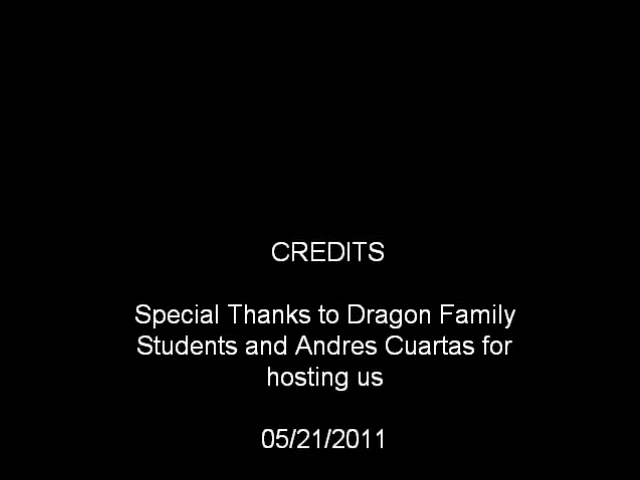 CREDITS
Special Thanks to Dragon Family
Students and Andres Cuartas for
hosting us
05/21/2011